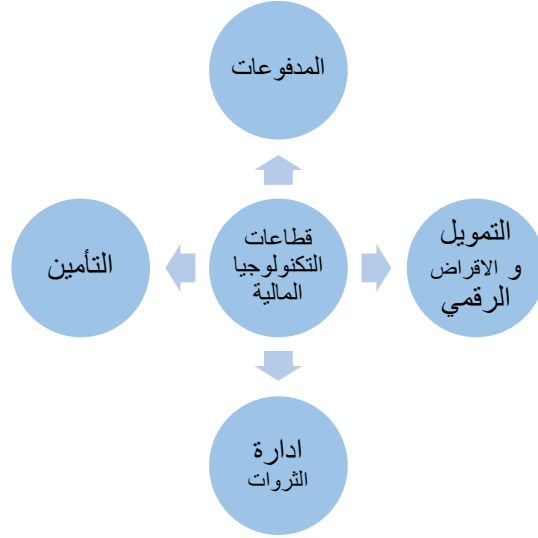 المدفوعات
قطاعات
التكنولوجيا
المالية
التمويل
و الاقراض
الرقمي
التأمين
ادارة
الثروات